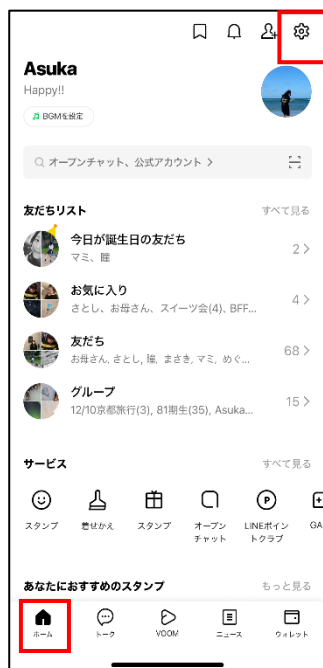 Asuka
Happy!!
BGMを設定
オープンチャット、公式アカウント >
友だちリスト すべて見る
今日が誕生日の友だち
マミ、瞳
2 >
お気に入り
さとし、お母さん、スイーツ会(4)、BFF...
4 >
友だち
お母さん, さとし, 瞳, まさき, マミ, めぐ...
68 >
グループ
12/10京都旅行(3), 81期生(35), Asuka...
15 >
サービス すべて見る
スタンプ 着せかえ スタンプ オープンチャット LINEポイントクラブ GA
あなたにおすすめのスタンプ もっと見る
ホーム トーク VOOM ニュース ウォレット